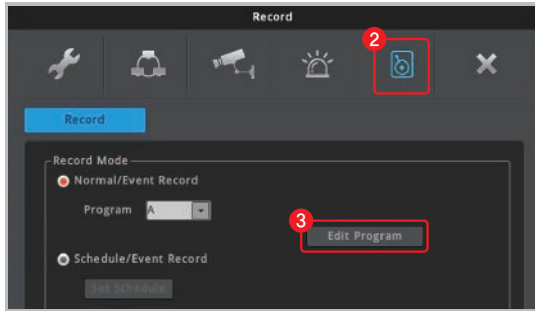 Record
2
Record
Record Mode
Normal/Event Record
Program A
3
Edit Program
Schedule/Event Record
Set Schedule